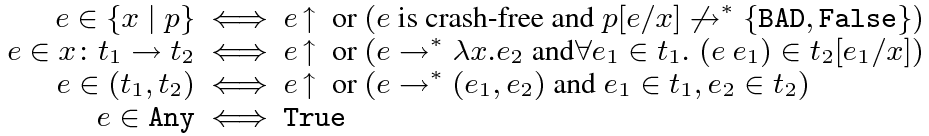 e ∈ {x | p} ⟺ e↑ or (e is crash-free and p[e/x] ↛* {BAD, False})
e ∈ x: t₁ → t₂ ⟺ e↑ or (e →* λx.e₂ and∀e₁ ∈ t₁. (e e₁) ∈ t₂[e₁/x])
e ∈ (t₁, t₂) ⟺ e↑ or (e →* (e₁, e₂) and e₁ ∈ t₁, e₂ ∈ t₂)
e ∈ Any ⟺ True